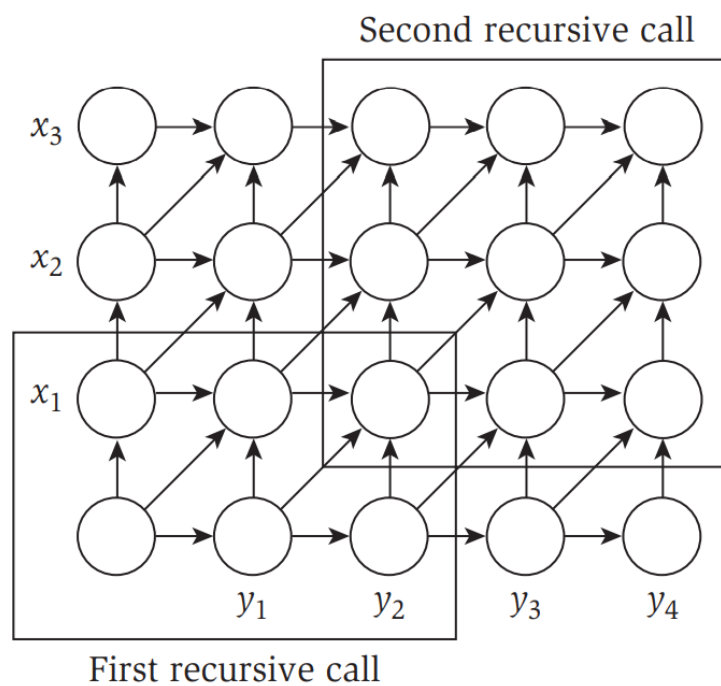 Second recursive call
x₃
x₂
x₁
y₁ y₂ y₃ y₄
First recursive call